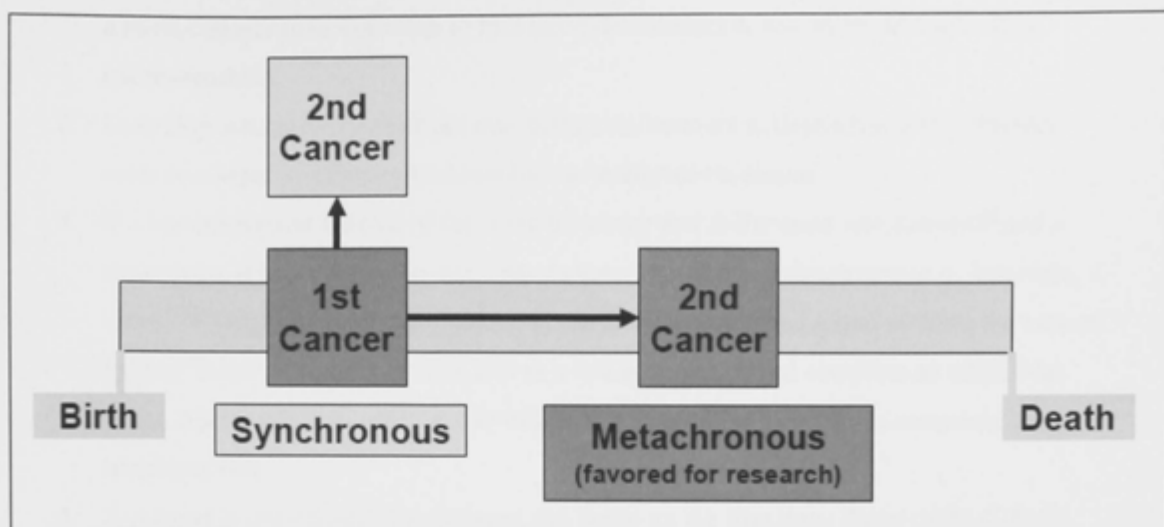 2nd
Cancer
1st
Cancer
2nd
Cancer
Birth
Synchronous
Metachronous
(favored for research)
Death